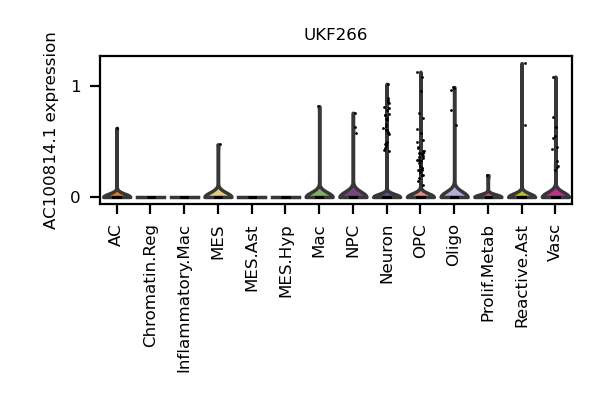 UKF266
AC100814.1 expression
1
0
AC
Chromatin.Reg
Inflammatory.Mac
MES
MES.Ast
MES.Hyp
Mac
NPC
Neuron
OPC
Oligo
Prolif.Metab
Reactive.Ast
Vasc